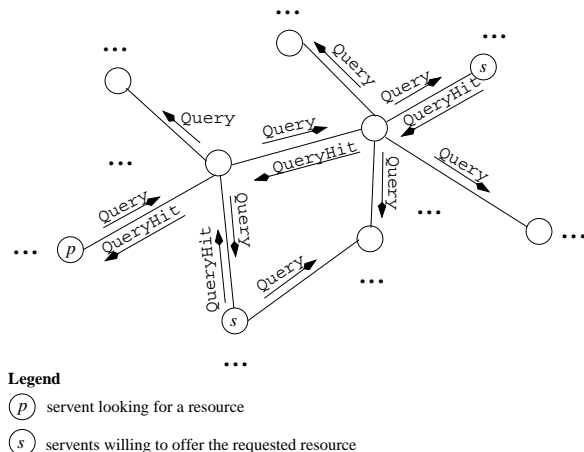 ...
...
...
s
Query
Query
QueryHit
Query
Query
QueryHit
...
Query
Query
Query
QueryHit
Query
...
...
p
...
QueryHit
Query
...
s
...
Legend
p servent looking for a resource
s servents willing to offer the requested resource